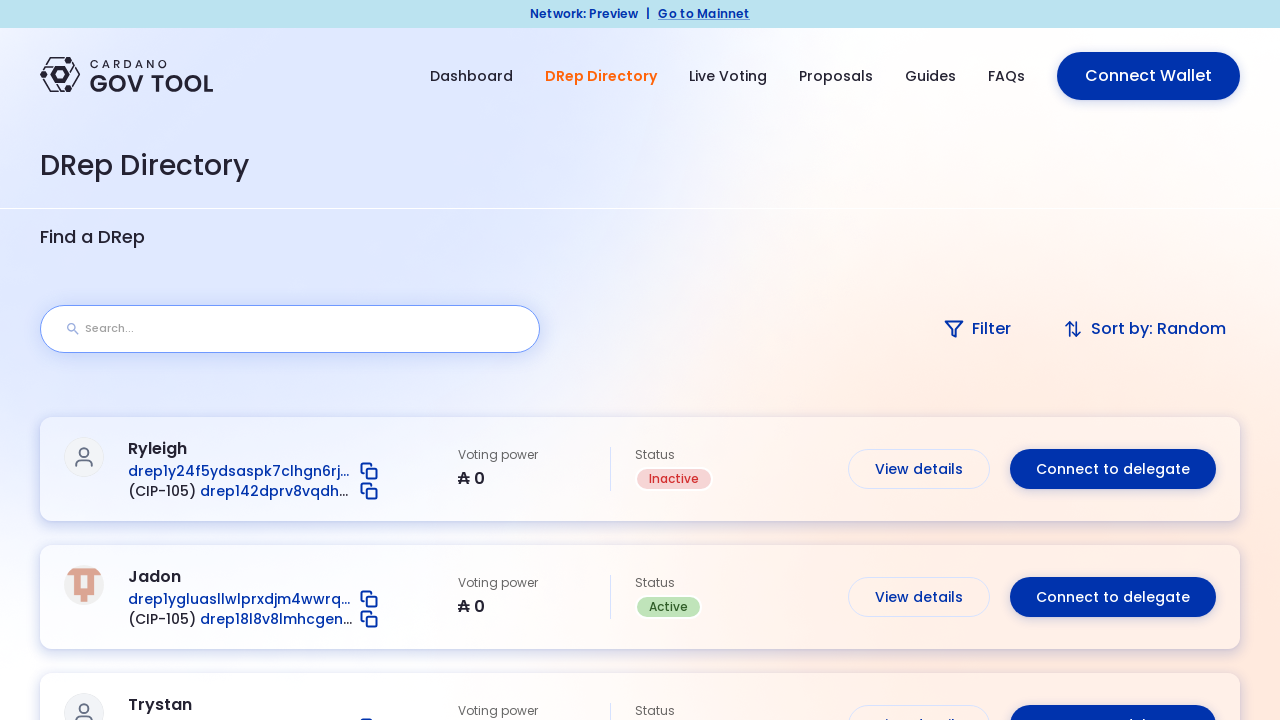 Network: Preview | Go to Mainnet
CARDANO
GOV TOOL
Dashboard
DRep Directory
Live Voting
Proposals
Guides
FAQs
Connect Wallet
DRep Directory
Find a DRep
Search...
Filter
Sort by: Random
Ryleigh
drep1y24f5ydsaspk7clhgn6rj...
(CIP-105) drep142dprv8vqdh...
Voting power
₳ 0
Status
Inactive
View details
Connect to delegate
Jadon
drep1ygluasllwlprxdjm4wwrq...
(CIP-105) drep18l8v8lmhcgen...
Voting power
₳ 0
Status
Active
View details
Connect to delegate
Trystan
Voting power
Status